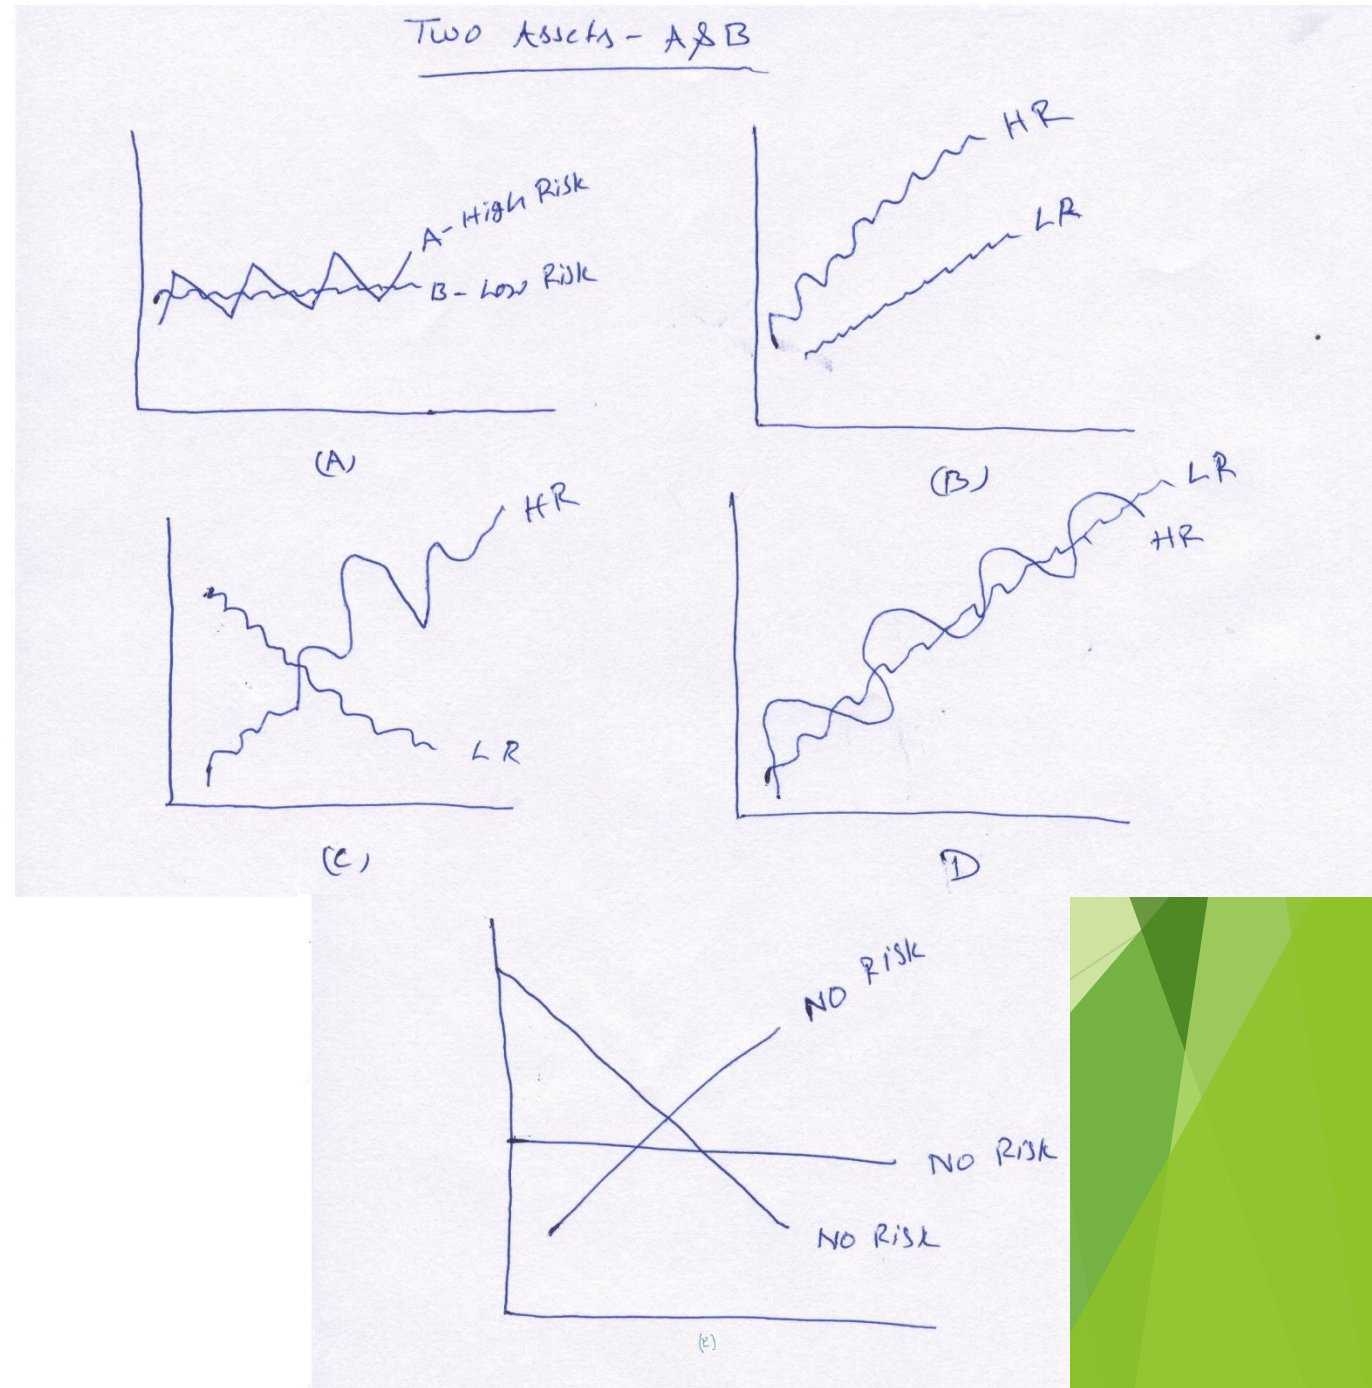 Two Assets - A & B
A - High Risk
B - Low Risk
(A)
HR
LR
(B)
HR
LR
(C)
LR
HR
D
NO RISK
NO RISK
NO RISK
(E)